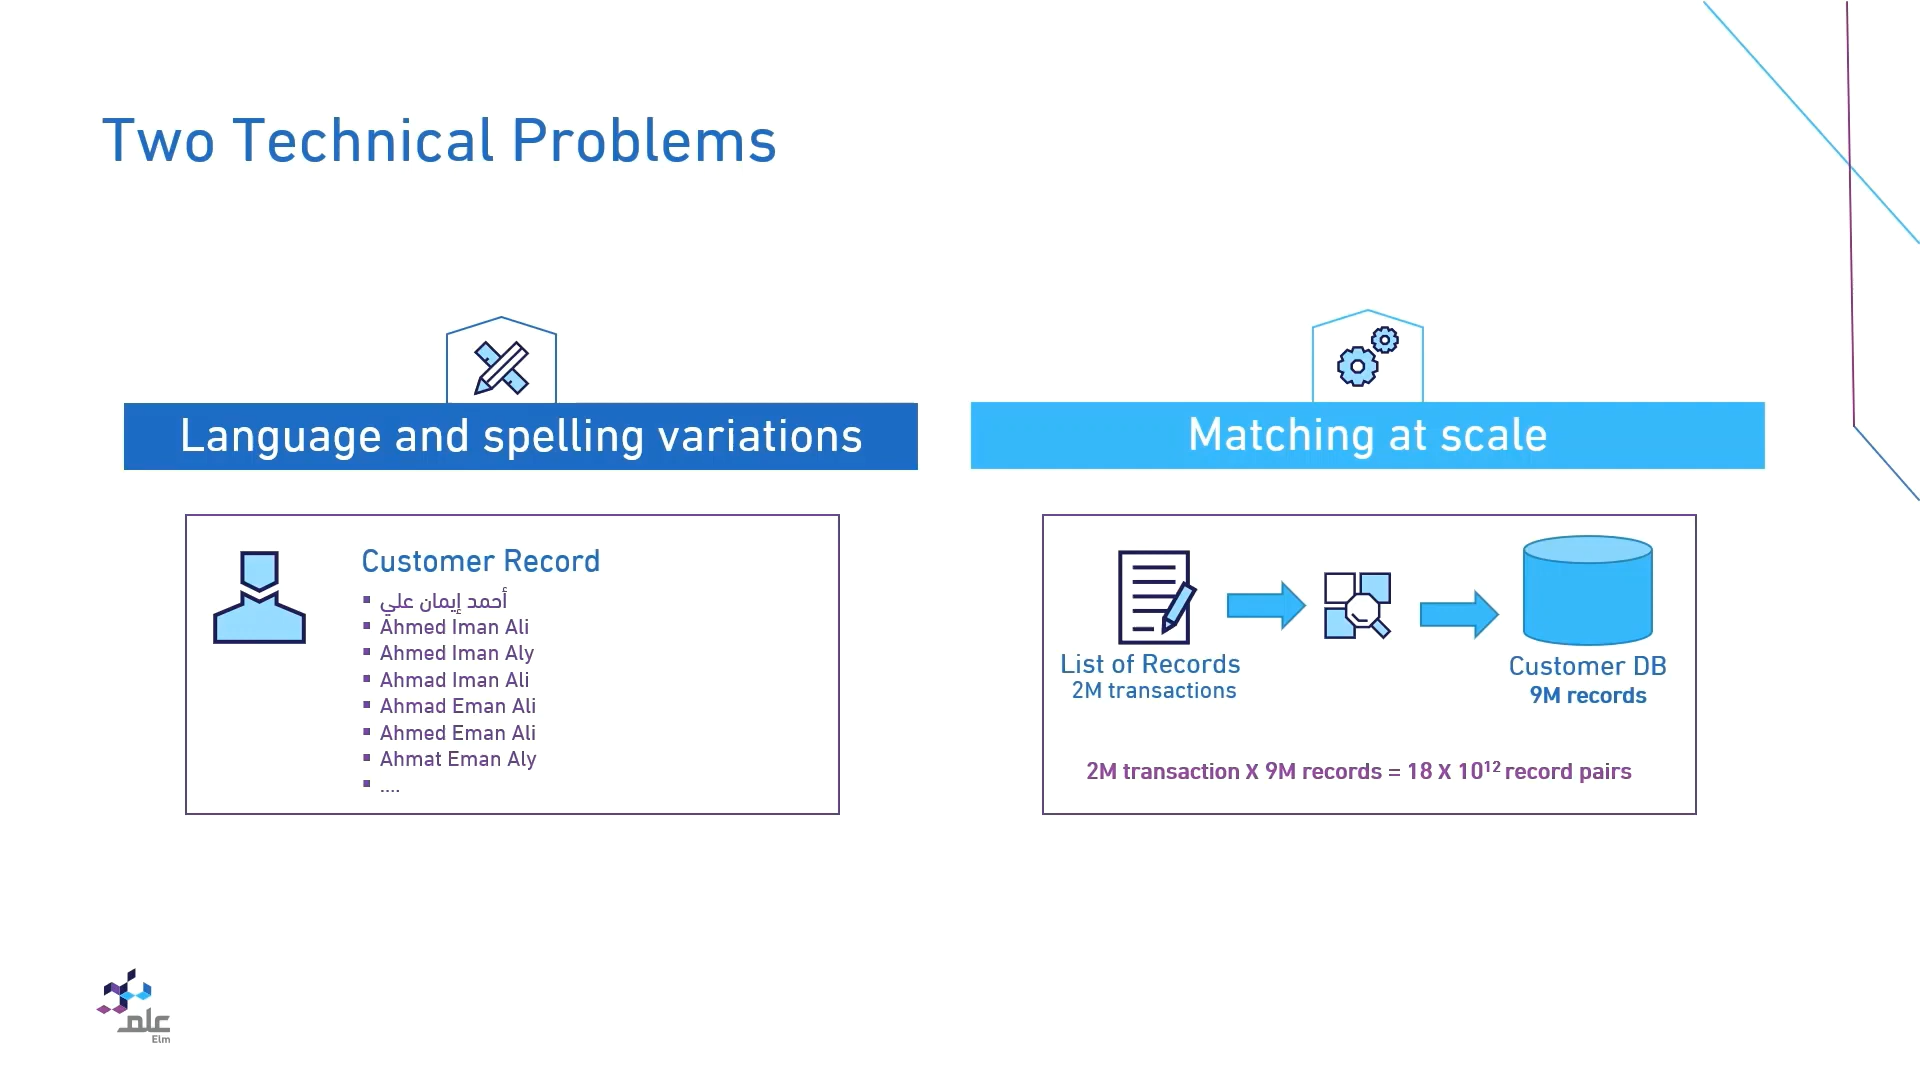 Two Technical Problems
Language and spelling variations
Customer Record
▪ أحمد إيمان علي
▪ Ahmed Iman Ali
▪ Ahmed Iman Aly
▪ Ahmad Iman Ali
▪ Ahmad Eman Ali
▪ Ahmed Eman Ali
▪ Ahmat Eman Aly
▪ ....
Matching at scale
List of Records
2M transactions
Customer DB
9M records
2M transaction X 9M records = 18 X 10¹² record pairs
علم
Elm